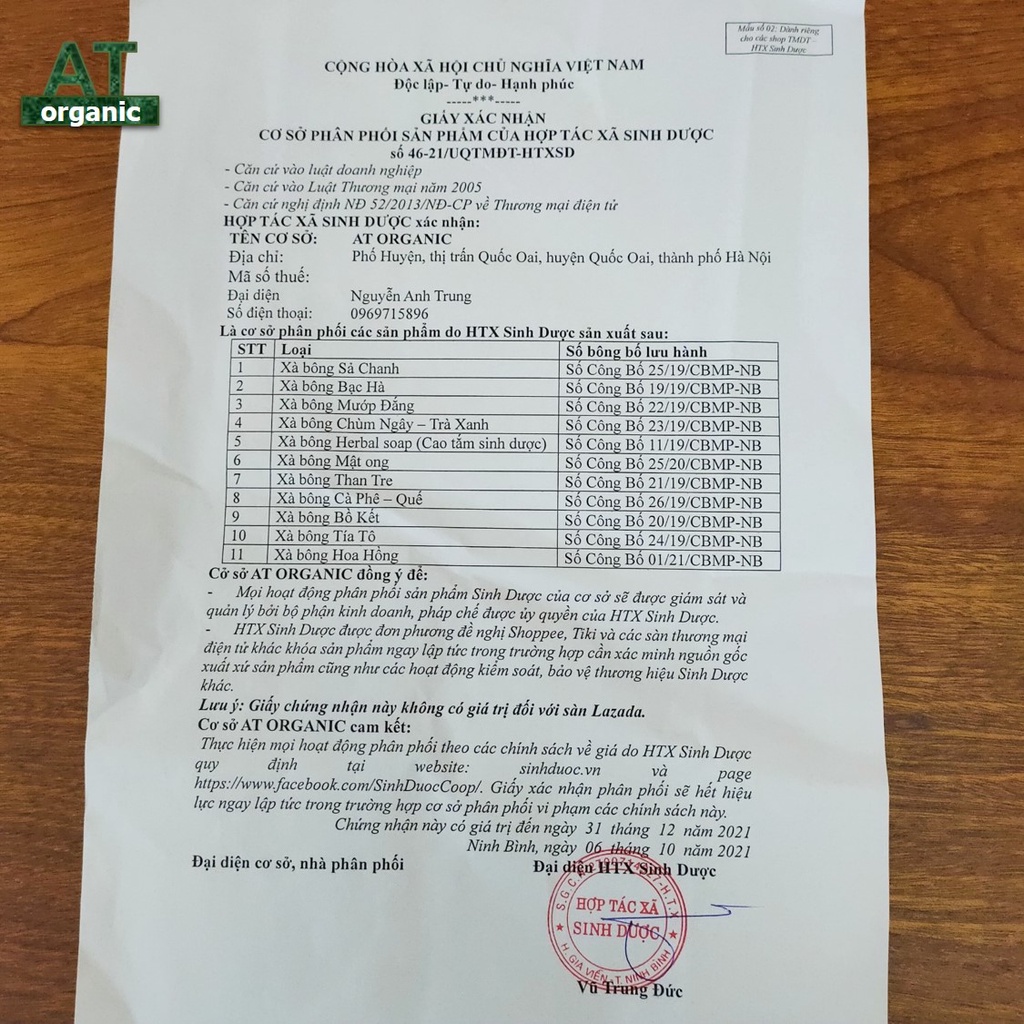 AT
organic
Mẫu số 02: Dành riêng
cho các shop TMDT –
HTX Sinh Dược
CỘNG HÒA XÃ HỘI CHỦ NGHĨA VIỆT NAM
Độc lập- Tự do- Hạnh phúc
-----***-----
GIẤY XÁC NHẬN
CƠ SỞ PHÂN PHỐI SẢN PHẨM CỦA HỢP TÁC XÃ SINH DƯỢC
số 46-21/UQTMĐT-HTXSD
- Căn cứ vào luật doanh nghiệp
- Căn cứ vào Luật Thương mại năm 2005
- Căn cứ nghị định NĐ 52/2013/NĐ-CP về Thương mại điện tử
HỢP TÁC XÃ SINH DƯỢC xác nhận:
TÊN CƠ SỞ: AT ORGANIC
Địa chỉ: Phố Huyện, thị trấn Quốc Oai, huyện Quốc Oai, thành phố Hà Nội
Mã số thuế:
Đại diện Nguyễn Anh Trung
Số điện thoại: 0969715896
Là cơ sở phân phối các sản phẩm do HTX Sinh Dược sản xuất sau:
STT Loại Số bông bố lưu hành
1 Xà bông Sả Chanh Số Công Bố 25/19/CBMP-NB
2 Xà bông Bạc Hà Số Công Bố 19/19/CBMP-NB
3 Xà bông Mướp Đắng Số Công Bố 22/19/CBMP-NB
4 Xà bông Chùm Ngây – Trà Xanh Số Công Bố 23/19/CBMP-NB
5 Xà bông Herbal soap (Cao tắm sinh dược) Số Công Bố 11/19/CBMP-NB
6 Xà bông Mật ong Số Công Bố 25/20/CBMP-NB
7 Xà bông Than Tre Số Công Bố 21/19/CBMP-NB
8 Xà bông Cà Phê – Quế Số Công Bố 26/19/CBMP-NB
9 Xà bông Bồ Kết Số Công Bố 20/19/CBMP-NB
10 Xà bông Tía Tô Số Công Bố 24/19/CBMP-NB
11 Xà bông Hoa Hồng Số Công Bố 01/21/CBMP-NB
Cở sở AT ORGANIC đồng ý để:
- Mọi hoạt động phân phối sản phẩm Sinh Dược của cơ sở sẽ được giám sát và
quản lý bởi bộ phận kinh doanh, pháp chế được ủy quyền của HTX Sinh Dược.
- HTX Sinh Dược được đơn phương đề nghị Shoppee, Tiki và các sàn thương mại
điện tử khác khóa sản phẩm ngay lập tức trong trường hợp cần xác minh nguồn gốc
xuất xứ sản phẩm cũng như các hoạt động kiểm soát, bảo vệ thương hiệu Sinh Dược
khác.
Lưu ý: Giấy chứng nhận này không có giá trị đối với sàn Lazada.
Cơ sở AT ORGANIC cam kết:
Thực hiện mọi hoạt động phân phối theo các chính sách về giá do HTX Sinh Dược
quy định tại website: sinhduoc.vn và page
https://www.facebook.com/SinhDuocCoop/. Giấy xác nhận phân phối sẽ hết hiệu
lực ngay lập tức trong trường hợp cơ sở phân phối vi phạm các chính sách này.
Chứng nhận này có giá trị đến ngày 31 tháng 12 năm 2021
Ninh Bình, ngày 06 tháng 10 năm 2021
Đại diện cơ sở, nhà phân phối Đại diện HTX Sinh Dược
HỢP TÁC XÃ
SINH DƯỢC
H. GIA VIỄN - T. NINH BÌNH
Vũ Trung Đức